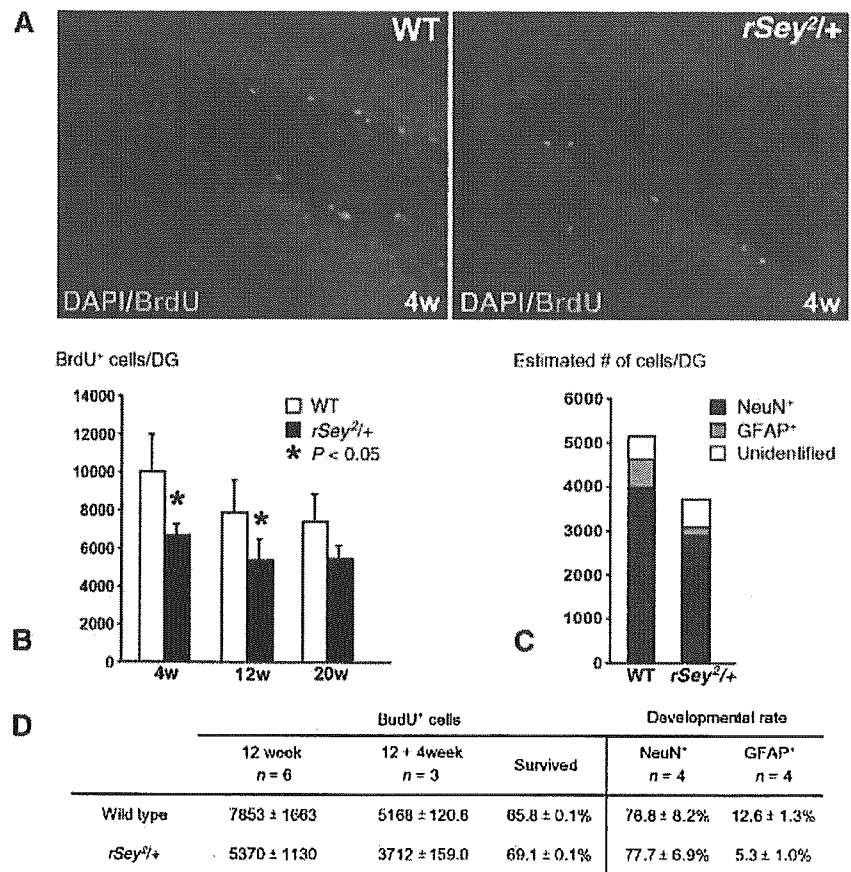 A
WT
rSey²/+
DAPI/BrdU
4w
DAPI/BrdU
4w
BrdU⁺ cells/DG
14000
12000
10000
8000
6000
4000
2000
0
WT
rSey²/+
* P < 0.05
*
*
4w
12w
20w
B
Estimated # of cells/DG
6000
5000
4000
3000
2000
1000
0
NeuN⁺
GFAP⁺
Unidentified
WT
rSey²/+
C
D
BudU⁺ cells
Developmental rate
12 week
n = 6
12 + 4week
n = 3
Survived
NeuN⁺
n = 4
GFAP⁺
n = 4
Wild type 7853 ± 1663 5168 ± 120.6 65.8 ± 0.1% 76.8 ± 8.2% 12.6 ± 1.3%
rSey²/+ 5370 ± 1130 3712 ± 159.0 69.1 ± 0.1% 77.7 ± 6.9% 5.3 ± 1.0%